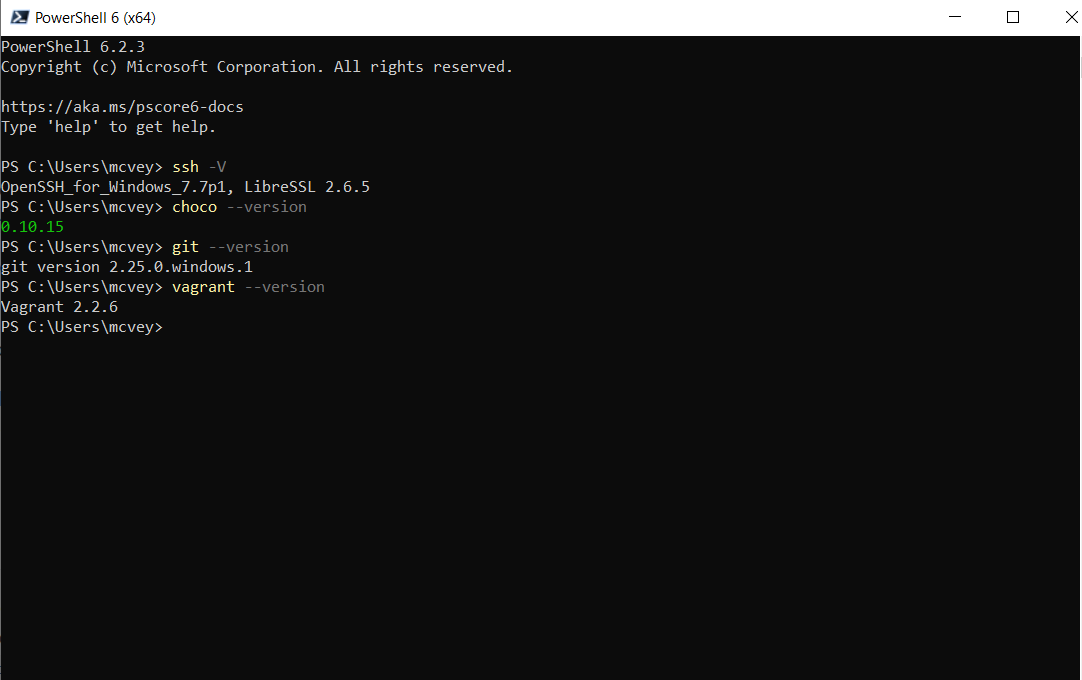 PowerShell 6 (x64)
PowerShell 6.2.3
Copyright (c) Microsoft Corporation. All rights reserved.
https://aka.ms/pscore6-docs
Type 'help' to get help.
PS C:\Users\mcvey> ssh -V
OpenSSH_for_Windows_7.7p1, LibreSSL 2.6.5
PS C:\Users\mcvey> choco --version
0.10.15
PS C:\Users\mcvey> git --version
git version 2.25.0.windows.1
PS C:\Users\mcvey> vagrant --version
Vagrant 2.2.6
PS C:\Users\mcvey>